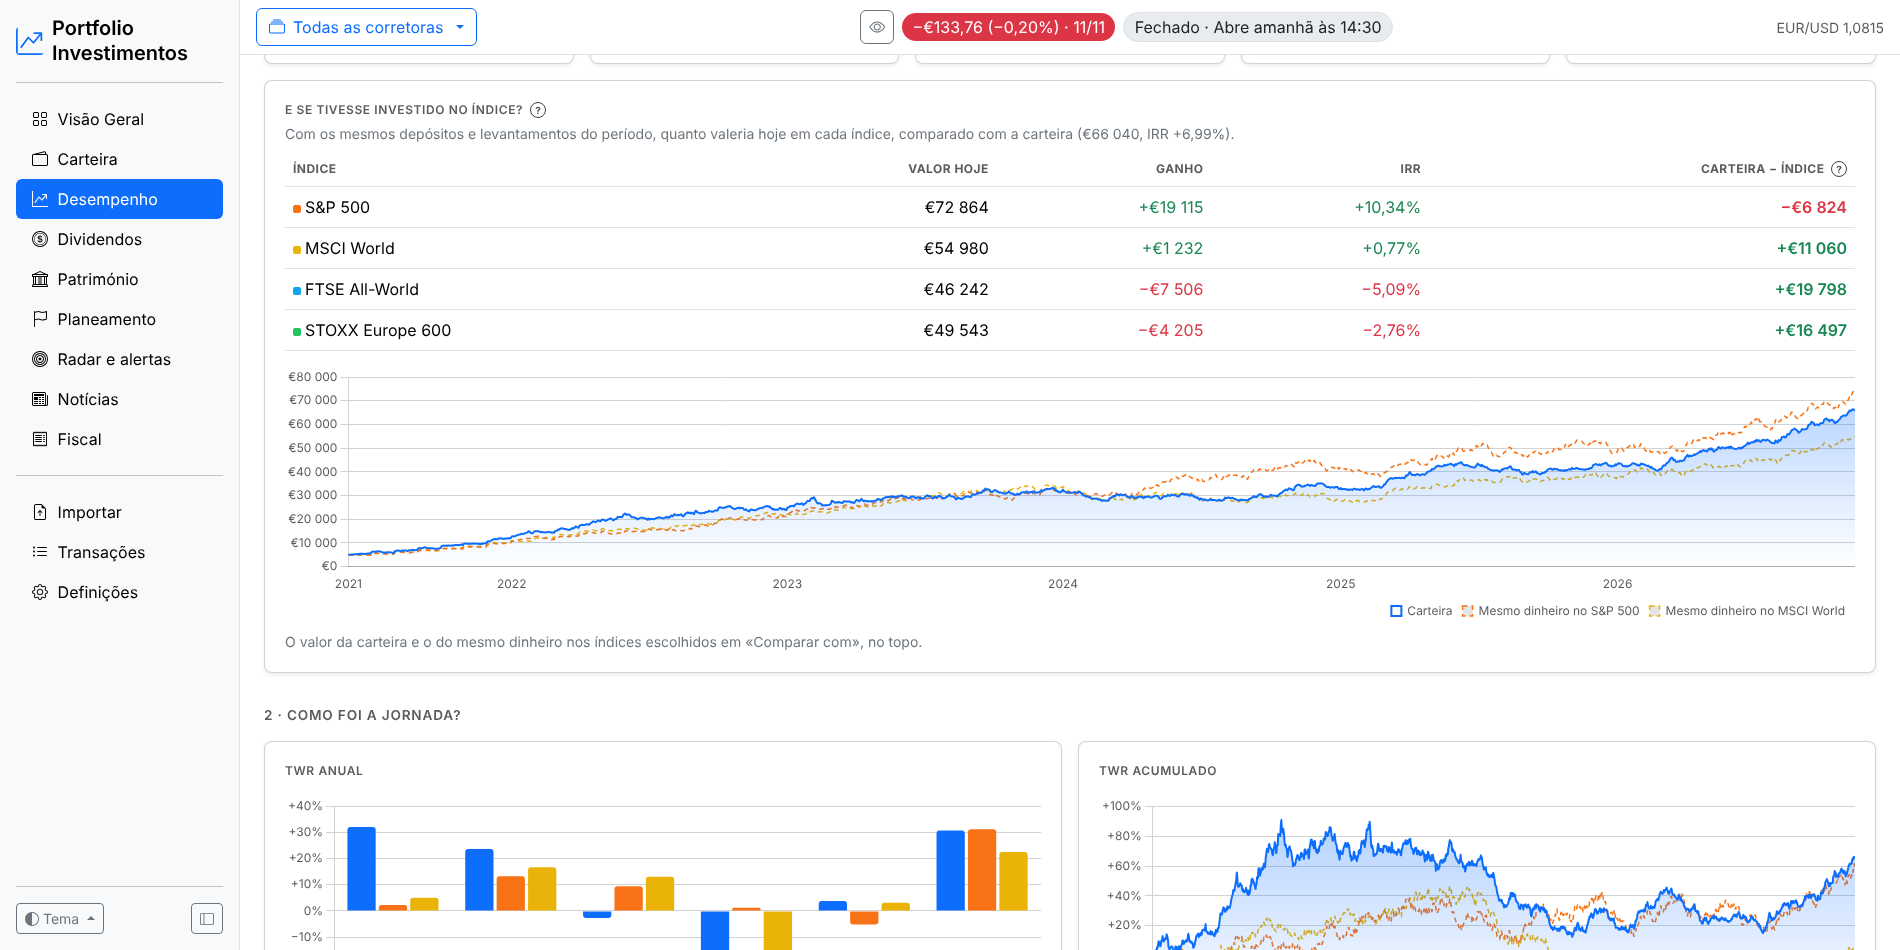 Portfolio
Investimentos
Visão Geral
Carteira
Desempenho
Dividendos
Património
Planeamento
Radar e alertas
Notícias
Fiscal
Importar
Transações
Definições
Tema
Todas as corretoras
−€133,76 (−0,20%) · 11/11
Fechado · Abre amanhã às 14:30
EUR/USD 1,0815
E SE TIVESSE INVESTIDO NO ÍNDICE? ?
Com os mesmos depósitos e levantamentos do período, quanto valeria hoje em cada índice, comparado com a carteira (€66 040, IRR +6,99%).
ÍNDICE VALOR HOJE GANHO IRR CARTEIRA − ÍNDICE ?
S&P 500 €72 864 +€19 115 +10,34% −€6 824
MSCI World €54 980 +€1 232 +0,77% +€11 060
FTSE All-World €46 242 −€7 506 −5,09% +€19 798
STOXX Europe 600 €49 543 −€4 205 −2,76% +€16 497
€80 000
€70 000
€60 000
€50 000
€40 000
€30 000
€20 000
€10 000
€0
2021 2022 2023 2024 2025 2026
Carteira Mesmo dinheiro no S&P 500 Mesmo dinheiro no MSCI World
O valor da carteira e o do mesmo dinheiro nos índices escolhidos em «Comparar com», no topo.
2 · COMO FOI A JORNADA?
TWR ANUAL
+40%
+30%
+20%
+10%
0%
−10%
TWR ACUMULADO
+100%
+80%
+60%
+40%
+20%